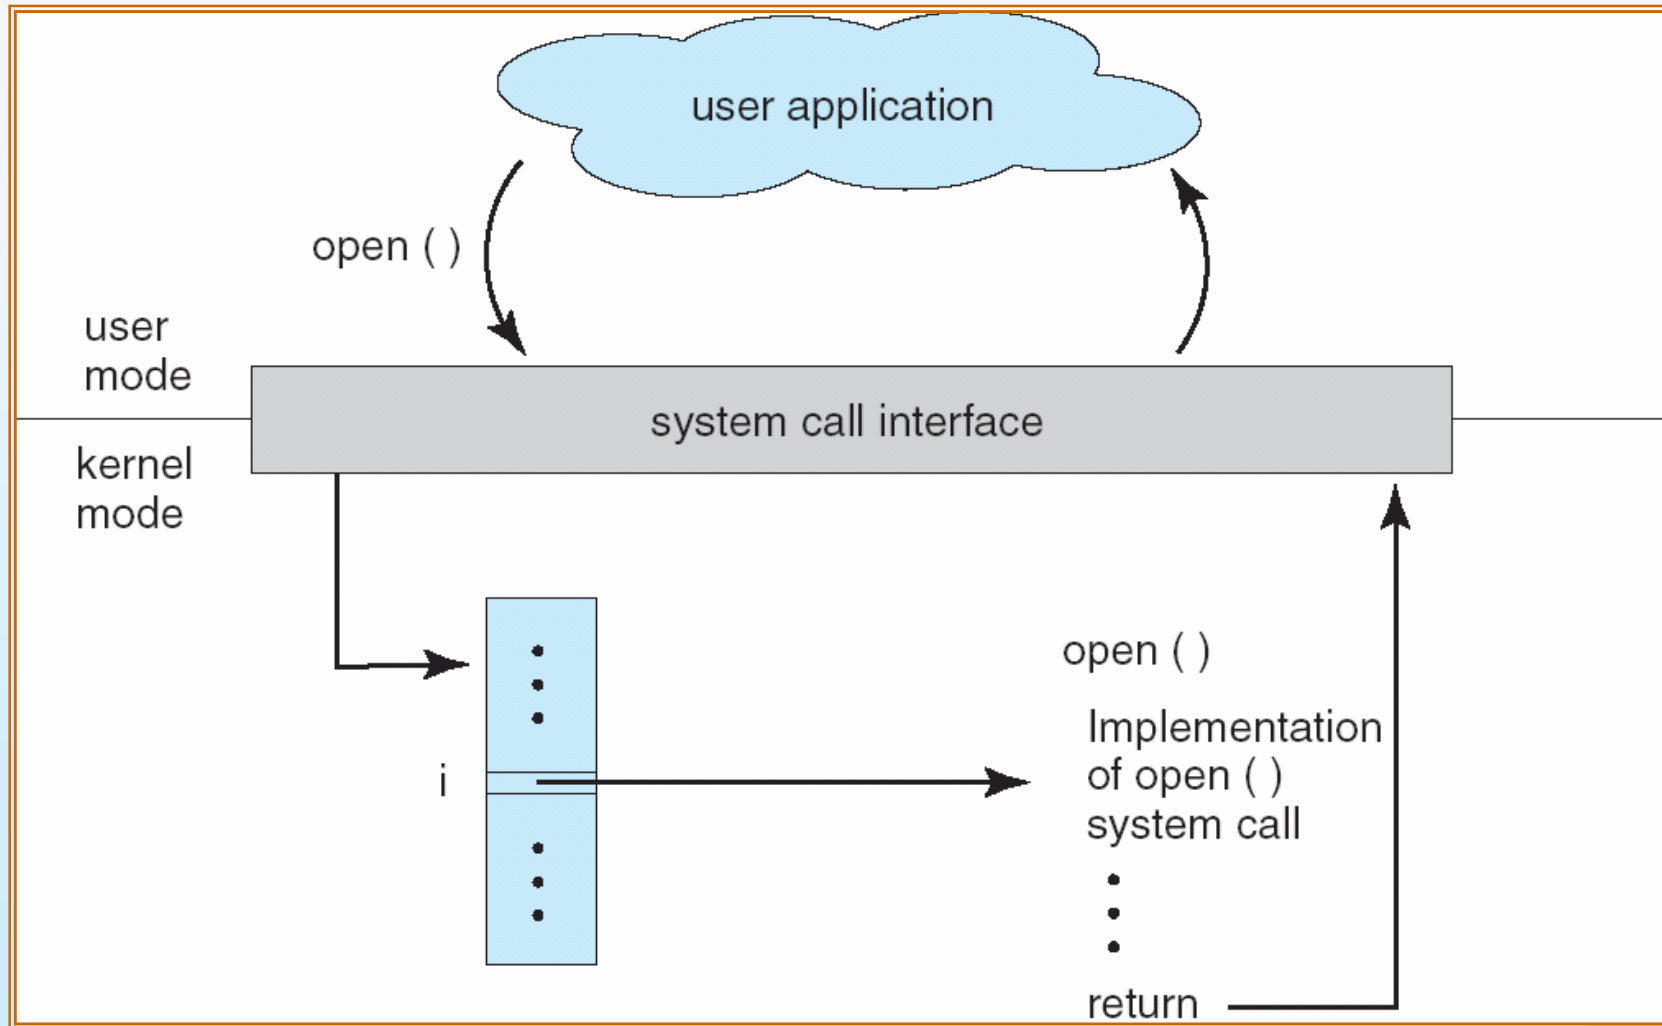 user application
open ( )
user
mode
system call interface
kernel
mode
i
open ( )
Implementation
of open ( )
system call
return